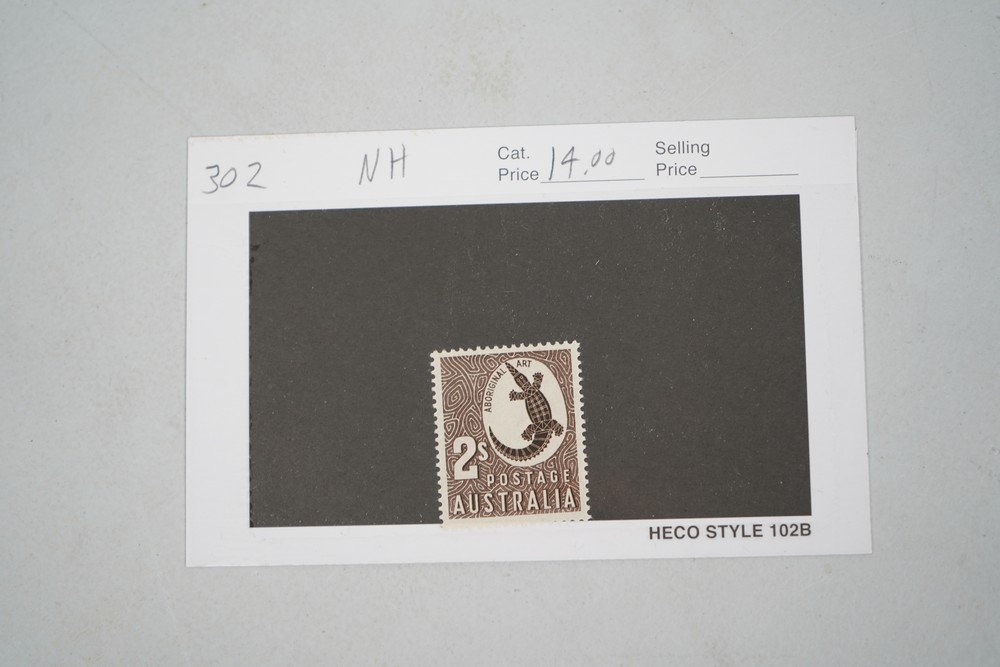 302 NH Cat. Price 14.00 Selling Price
ABORIGINAL ART
2s
POSTAGE
AUSTRALIA
HECO STYLE 102B